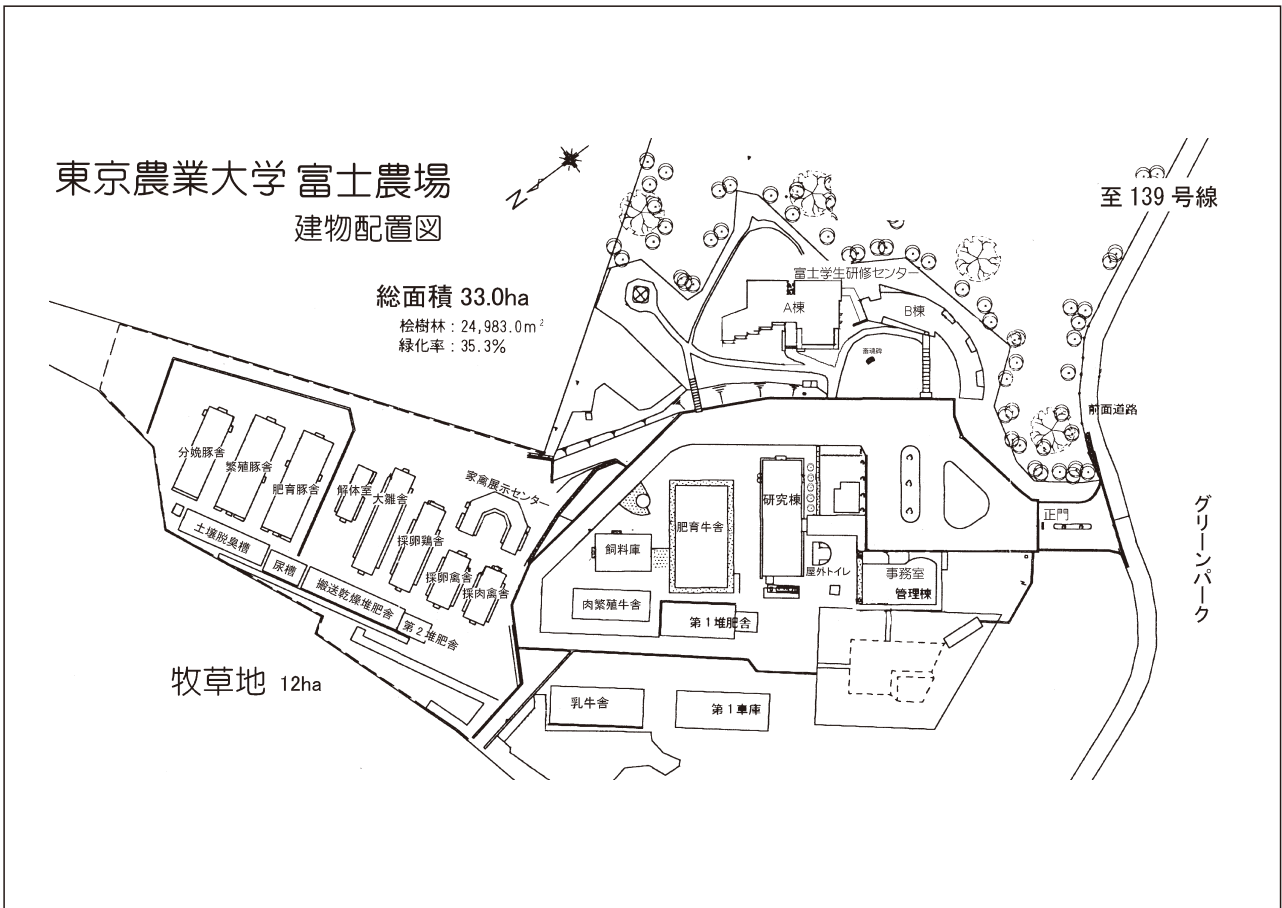 東京農業大学 富士農場
建物配置図
総面積 33.0ha
桧樹林：24,983.0m²
緑化率：35.3%
N
至 139 号線
富士学生研修センター
A棟
B棟
畜魂碑
前面道路
グリーンパーク
正門
分娩豚舎
繁殖豚舎
肥育豚舎
解体室
大雛舎
採卵鶏舎
採卵禽舎
採肉禽舎
家禽展示センター
土壌脱臭槽
尿槽
搬送乾燥堆肥舎
第2堆肥舎
飼料庫
肥育牛舎
研究棟
屋外トイレ
事務室
管理棟
肉繁殖牛舎
第1堆肥舎
牧草地 12ha
乳牛舎
第1車庫